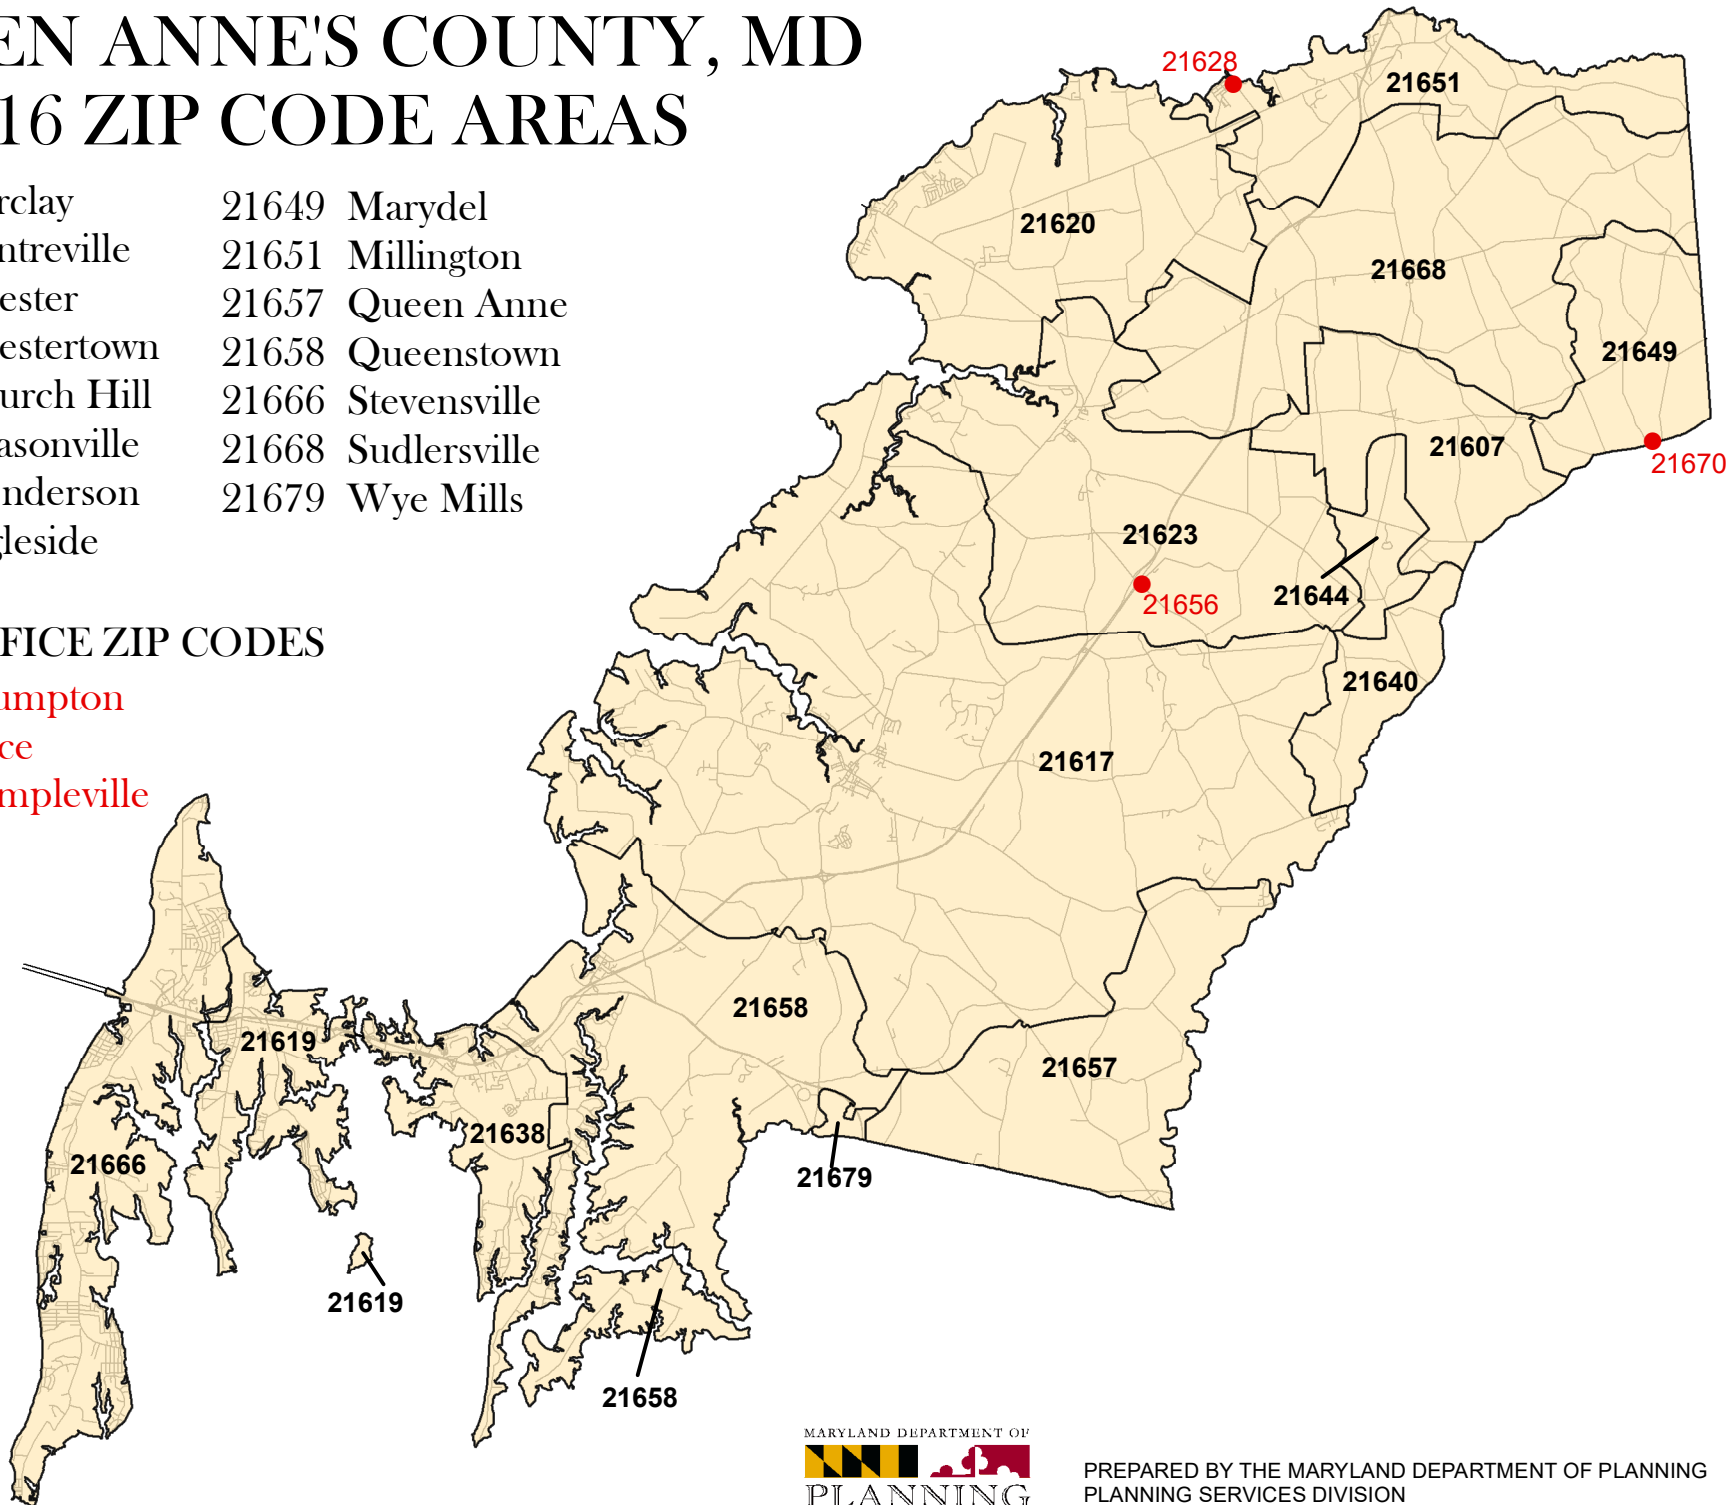 EN ANNE'S COUNTY, MD
16 ZIP CODE AREAS
rclay
ntreville
ester
estertown
urch Hill
asonville
nderson
gleside
21649 Marydel
21651 Millington
21657 Queen Anne
21658 Queenstown
21666 Stevensville
21668 Sudlersville
21679 Wye Mills
FICE ZIP CODES
umpton
ce
mpleville
21628
21651
21620
21668
21649
21607
21670
21623
21656
21644
21640
21617
21658
21619
21657
21638
21666
21679
21619
21658
MARYLAND DEPARTMENT OF
PLANNING
PREPARED BY THE MARYLAND DEPARTMENT OF PLANNING
PLANNING SERVICES DIVISION